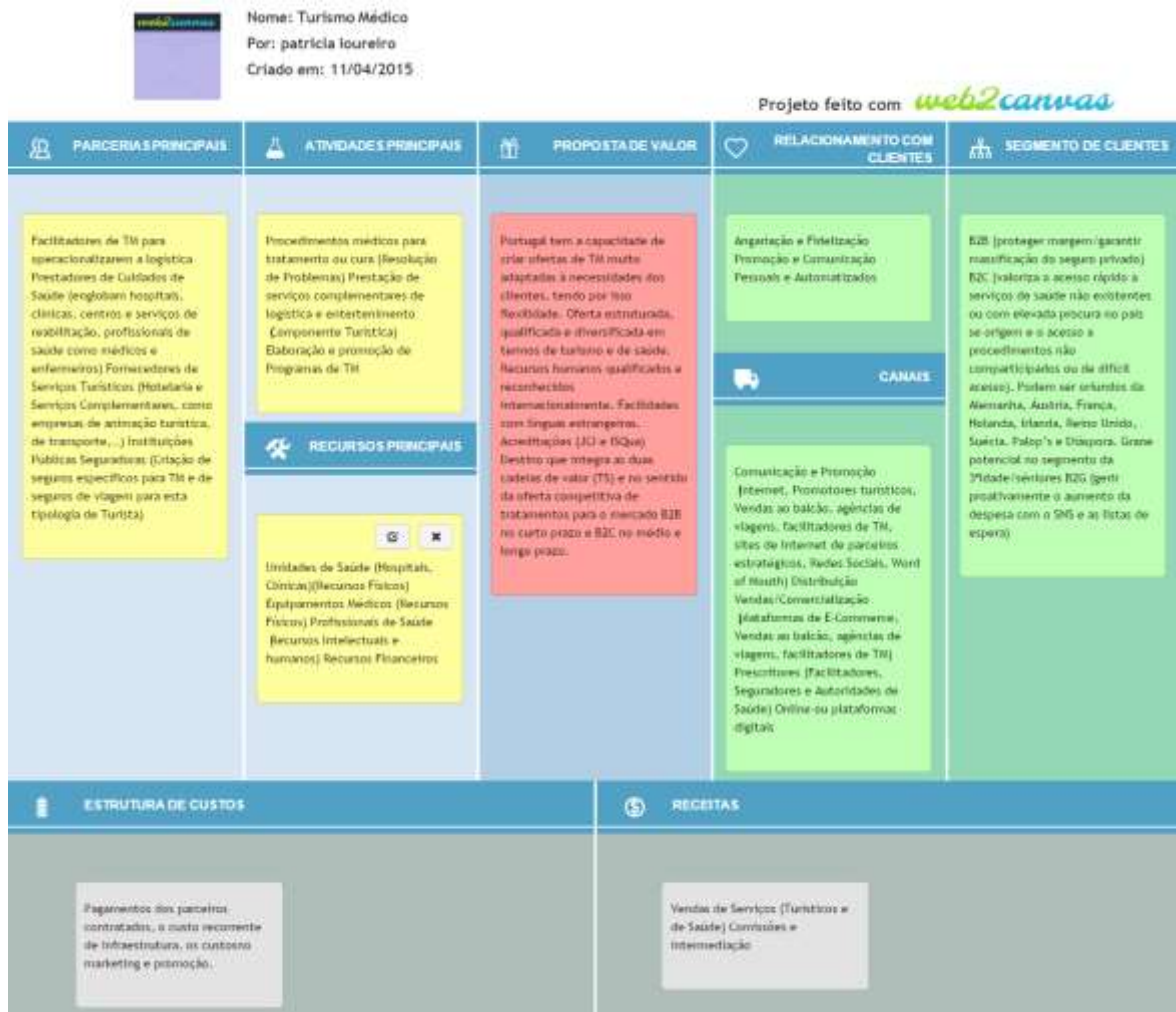 web2canvas
Nome: Turismo Médico
Por: patricia loureiro
Criado em: 11/04/2015
Projeto feito com web2canvas
PARCERIAS PRINCIPAIS
Facilitadores de TM para
operacionalizarem a logística
Prestadores de Cuidados de
Saúde (englobam hospitais,
clínicas, centros e serviços de
reabilitação, profissionais de
saúde como médicos e
enfermeiros) Fornecedores de
Serviços Turísticos (Hotelaria e
Serviços Complementares, como
empresas de animação turística,
de transporte,..) Instituições
Públicas Seguradoras (Criação de
seguros específicos para TM e de
seguros de viagem para esta
tipologia de Turista)
ATIVIDADES PRINCIPAIS
Procedimentos médicos para
tratamento ou cura (Resolução
de Problemas) Prestação de
serviços complementares de
logística e entertenimento
(Componente Turística)
Elaboração e promoção de
Programas de TM
RECURSOS PRINCIPAIS
Unidades de Saúde (Hospitais,
Clínicas)(Recursos Físicos)
Equipamentos Médicos (Recursos
Físicos) Profissionais de Saúde
(Recursos Intelectuais e
humanos) Recursos Financeiros
PROPOSTA DE VALOR
Portugal tem a capacidade de
criar ofertas de TM muito
adaptadas à necessidades dos
clientes, tendo por isso
flexibilidade. Oferta estruturada,
qualificada e diversificada em
termos de turismo e de saúde.
Recursos humanos qualificados e
reconhecidos
internacionalmente. Facilidades
com línguas estrangeiras.
Acreditações (JCI e ISQua)
Destino que integra as duas
cadeias de valor (TS) e no sentido
da oferta competitiva de
tratamentos para o mercado B2B
no curto prazo e B2C no médio e
longo prazo.
RELACIONAMENTO COM
CLIENTES
Angariação e Fidelização
Promoção e Comunicação
Pessoais e Automatizados
CANAIS
Comunicação e Promoção
(Internet, Promotores turísticos,
Vendas ao balcão, agências de
viagens, facilitadores de TM,
sites de Internet de parceiros
estratégicos, Redes Sociais, Word
of Mouth) Distribuição
Vendas/Comercialização
(plataformas de E-Commerce,
Vendas ao balcão, agências de
viagens, facilitadores de TM)
Prescritores (Facilitadores,
Seguradores e Autoridades de
Saúde) Online ou plataformas
digitais
SEGMENTO DE CLIENTES
B2B (proteger margem/garantir
massificação do seguro privado)
B2C (valoriza a acesso rápido a
serviços de saúde não existentes
ou com elevada procura no país
se origem e o acesso a
procedimentos não
comparticipados ou de difícil
acesso). Podem ser oriundos da
Alemanha, Austria, França,
Holanda, Irlanda, Reino Unido,
Suécia. Palop's e Diáspora. Grane
potencial no segmento da
3ªIdade/séniores B2G (gerir
proativamente o aumento da
despesa com o SNS e as listas de
espera)
ESTRUTURA DE CUSTOS
Pagamentos dos parceiros
contratados, o custo recorrente
de Infraestrutura, os custosno
marketing e promoção.
RECEITAS
Vendas de Serviços (Turísticos e
de Saúde) Comissões e
Intermediação